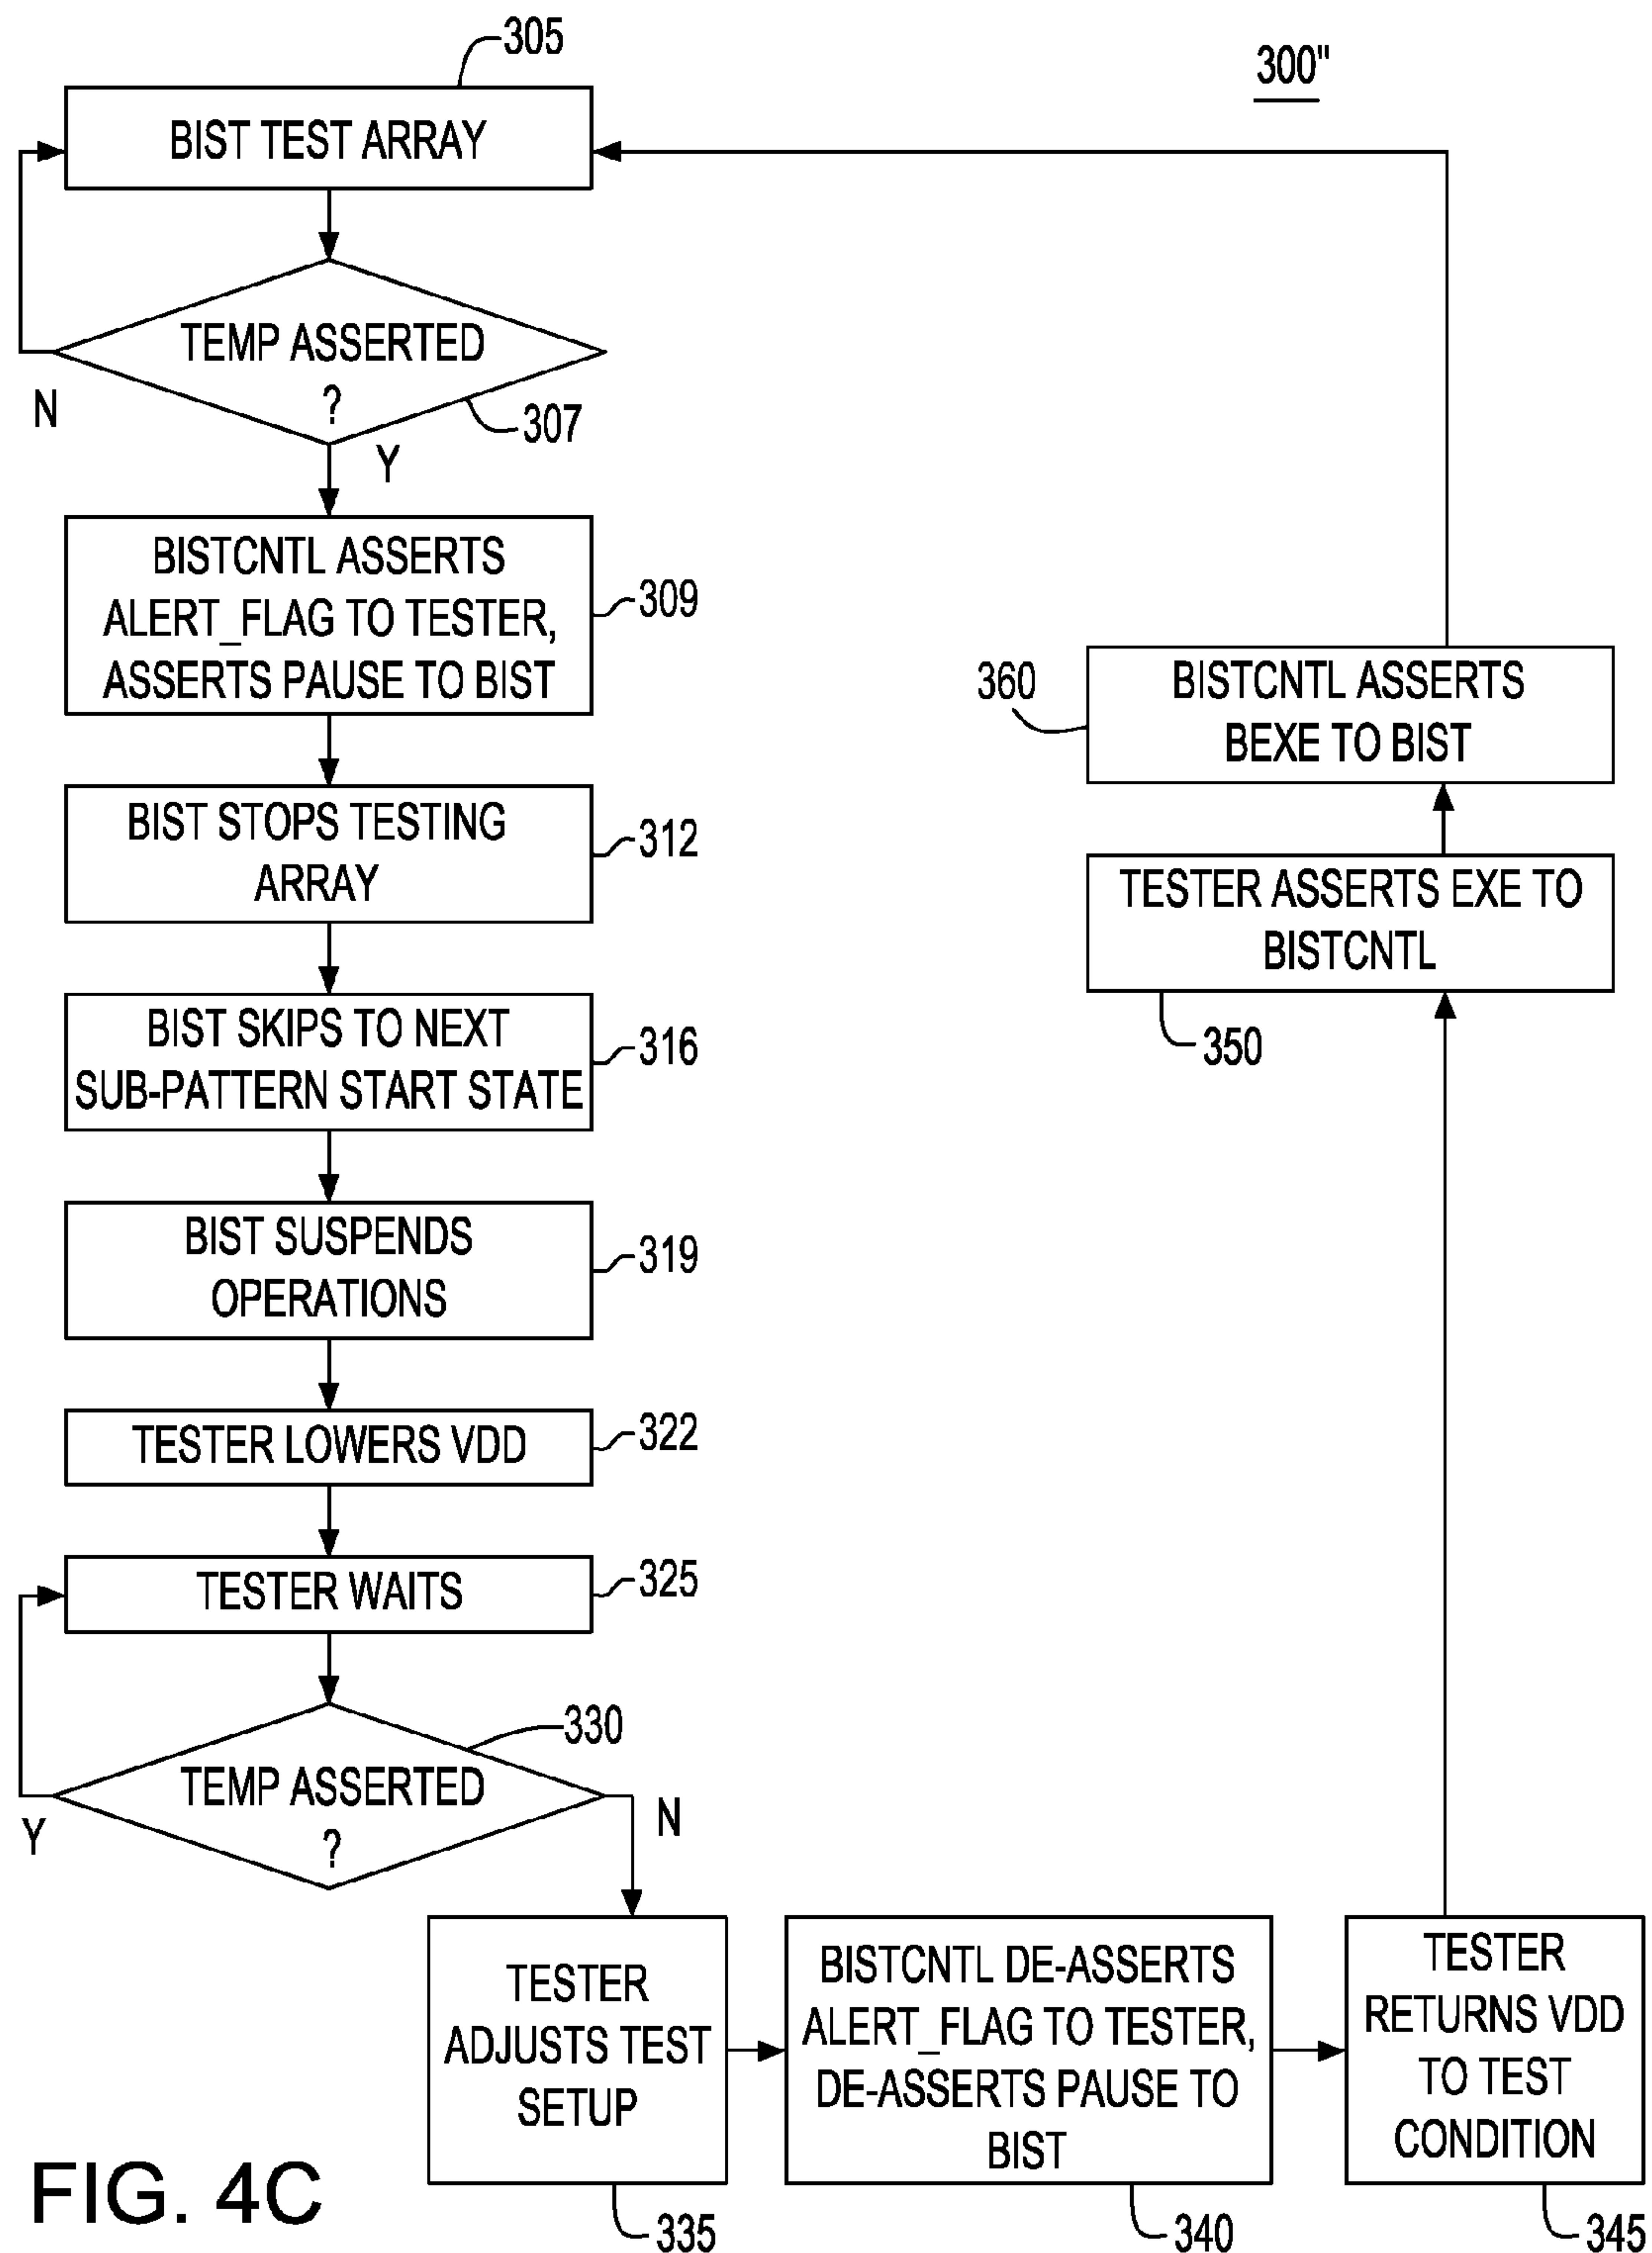 305
300"
BIST TEST ARRAY
TEMP ASSERTED
?
307
N
Y
BISTCNTL ASSERTS
ALERT_FLAG TO TESTER,
ASSERTS PAUSE TO BIST
309
BIST STOPS TESTING
ARRAY
312
BIST SKIPS TO NEXT
SUB-PATTERN START STATE
316
BIST SUSPENDS
OPERATIONS
319
TESTER LOWERS VDD
322
TESTER WAITS
325
330
TEMP ASSERTED
?
Y
N
TESTER
ADJUSTS TEST
SETUP
335
BISTCNTL DE-ASSERTS
ALERT_FLAG TO TESTER,
DE-ASSERTS PAUSE TO
BIST
340
TESTER
RETURNS VDD
TO TEST
CONDITION
345
TESTER ASSERTS EXE TO
BISTCNTL
350
360
BISTCNTL ASSERTS
BEXE TO BIST
FIG. 4C